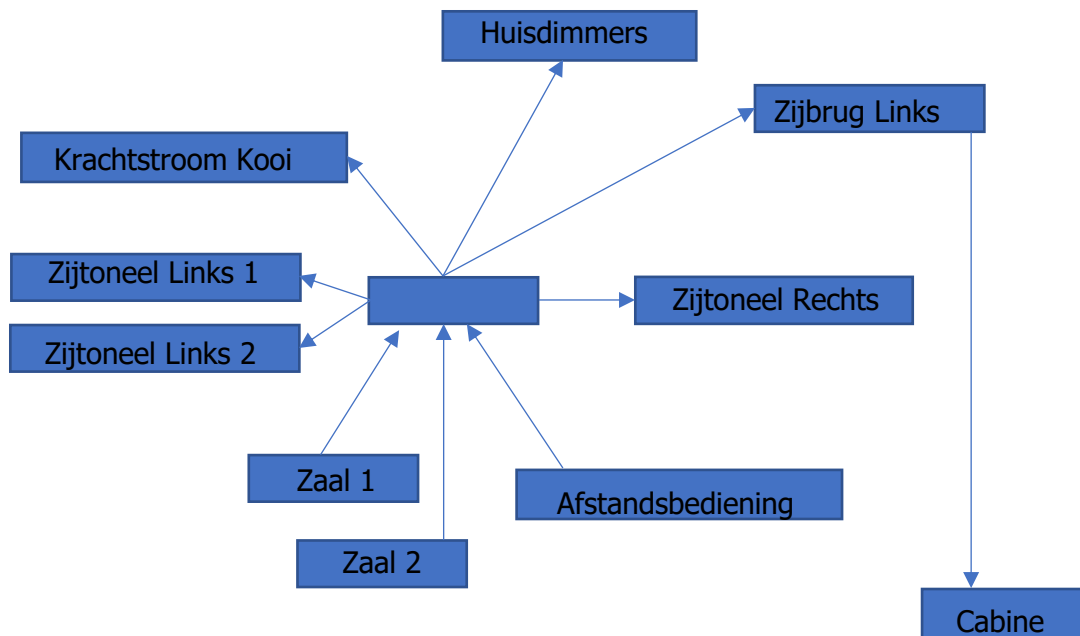 Huisdimmers
Zijbrug Links
Krachtstroom Kooi
Zijtoneel Links 1
Zijtoneel Rechts
Zijtoneel Links 2
Zaal 1
Afstandsbediening
Zaal 2
Cabine